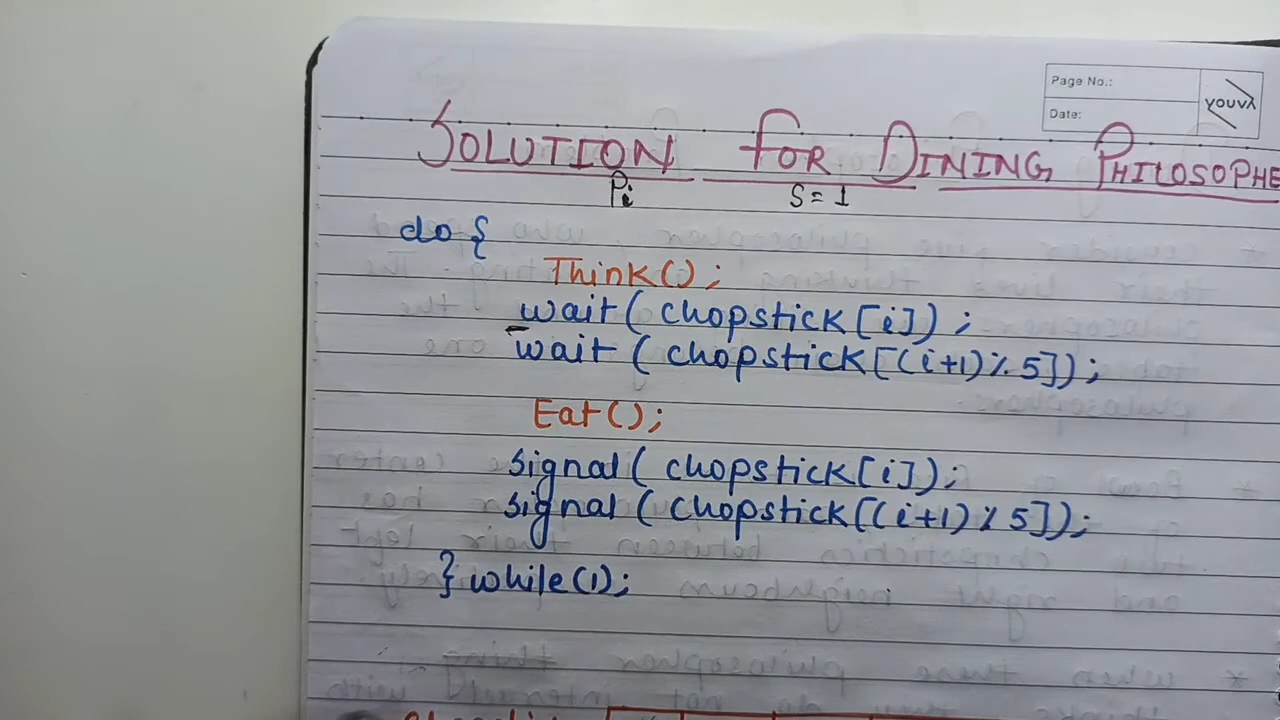 Page No.:
Date:
YOUVA
SOLUTION FOR DINING PHILOSOPHE
Pi S = 1
do {
Think();
wait( chopstick[i]);
wait ( chopstick[(i+1)%5]);
Eat();
signal( chopstick[i]);
signal ( chopstick[(i+1)%5]);
} while(1);